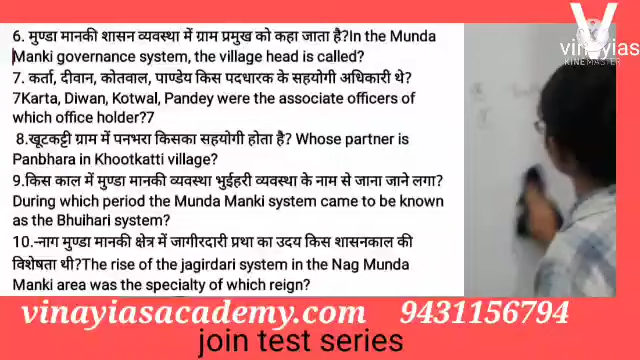 6. मुण्डा मानकी शासन व्यवस्था में ग्राम प्रमुख को कहा जाता है?In the Munda
Manki governance system, the village head is called?
7. कर्ता, दीवान, कोतवाल, पाण्डेय किस पदधारक के सहयोगी अधिकारी थे?
7Karta, Diwan, Kotwal, Pandey were the associate officers of
which office holder?7
8.खूटकट्टी ग्राम में पनभरा किसका सहयोगी होता है? Whose partner is
Panbhara in Khootkatti village?
9.किस काल में मुण्डा मानकी व्यवस्था भुईहरी व्यवस्था के नाम से जाना जाने लगा?
During which period the Munda Manki system came to be known
as the Bhuihari system?
10.-नाग मुण्डा मानकी क्षेत्र में जागीरदारी प्रथा का उदय किस शासनकाल की
विशेषता थी?The rise of the jagirdari system in the Nag Munda
Manki area was the specialty of which reign?
vinayias
KINEMASTER
vinayiasacademy.com 9431156794
join test series